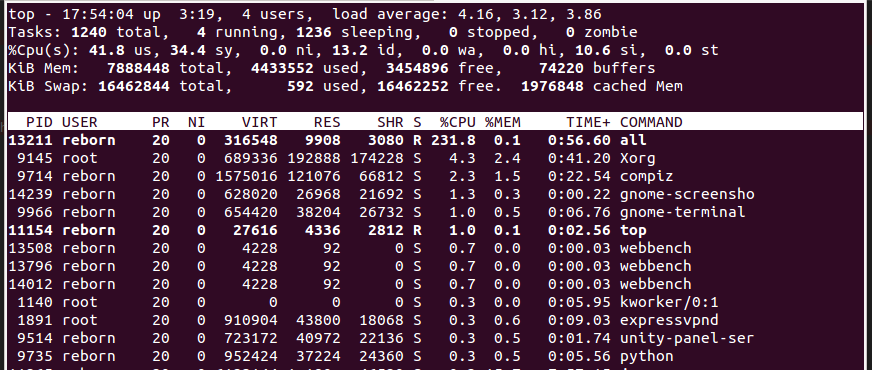 top - 17:54:04 up  3:19,  4 users,  load average: 4.16, 3.12, 3.86
Tasks: 1240 total,   4 running, 1236 sleeping,   0 stopped,   0 zombie
%Cpu(s): 41.8 us, 34.4 sy,  0.0 ni, 13.2 id,  0.0 wa,  0.0 hi, 10.6 si,  0.0 st
KiB Mem:   7888448 total,  4433552 used,  3454896 free,    74220 buffers
KiB Swap: 16462844 total,      592 used, 16462252 free.  1976848 cached Mem
PID USER      PR  NI    VIRT    RES    SHR S  %CPU %MEM     TIME+ COMMAND
13211 reborn    20   0  316548   9908   3080 R 231.8  0.1   0:56.60 all
9145 root      20   0  689336 192888 174228 S   4.3  2.4   0:41.20 Xorg
9714 reborn    20   0 1575016 121076  66812 S   2.3  1.5   0:22.54 compiz
14239 reborn    20   0  628020  26968  21692 S   1.3  0.3   0:00.22 gnome-screensho
9966 reborn    20   0  654420  38204  26732 S   1.0  0.5   0:06.76 gnome-terminal
11154 reborn    20   0   27616   4336   2812 R   1.0  0.1   0:02.56 top
13508 reborn    20   0    4228     92      0 S   0.7  0.0   0:00.03 webbench
13796 reborn    20   0    4228     92      0 S   0.7  0.0   0:00.03 webbench
14012 reborn    20   0    4228     92      0 S   0.7  0.0   0:00.03 webbench
1140 root      20   0       0      0      0 S   0.3  0.0   0:05.95 kworker/0:1
1891 root      20   0  910904  43800  18068 S   0.3  0.6   0:09.03 expressvpnd
9514 reborn    20   0  723172  40972  22136 S   0.3  0.5   0:01.74 unity-panel-ser
9735 reborn    20   0  952424  37224  24360 S   0.3  0.5   0:05.56 python